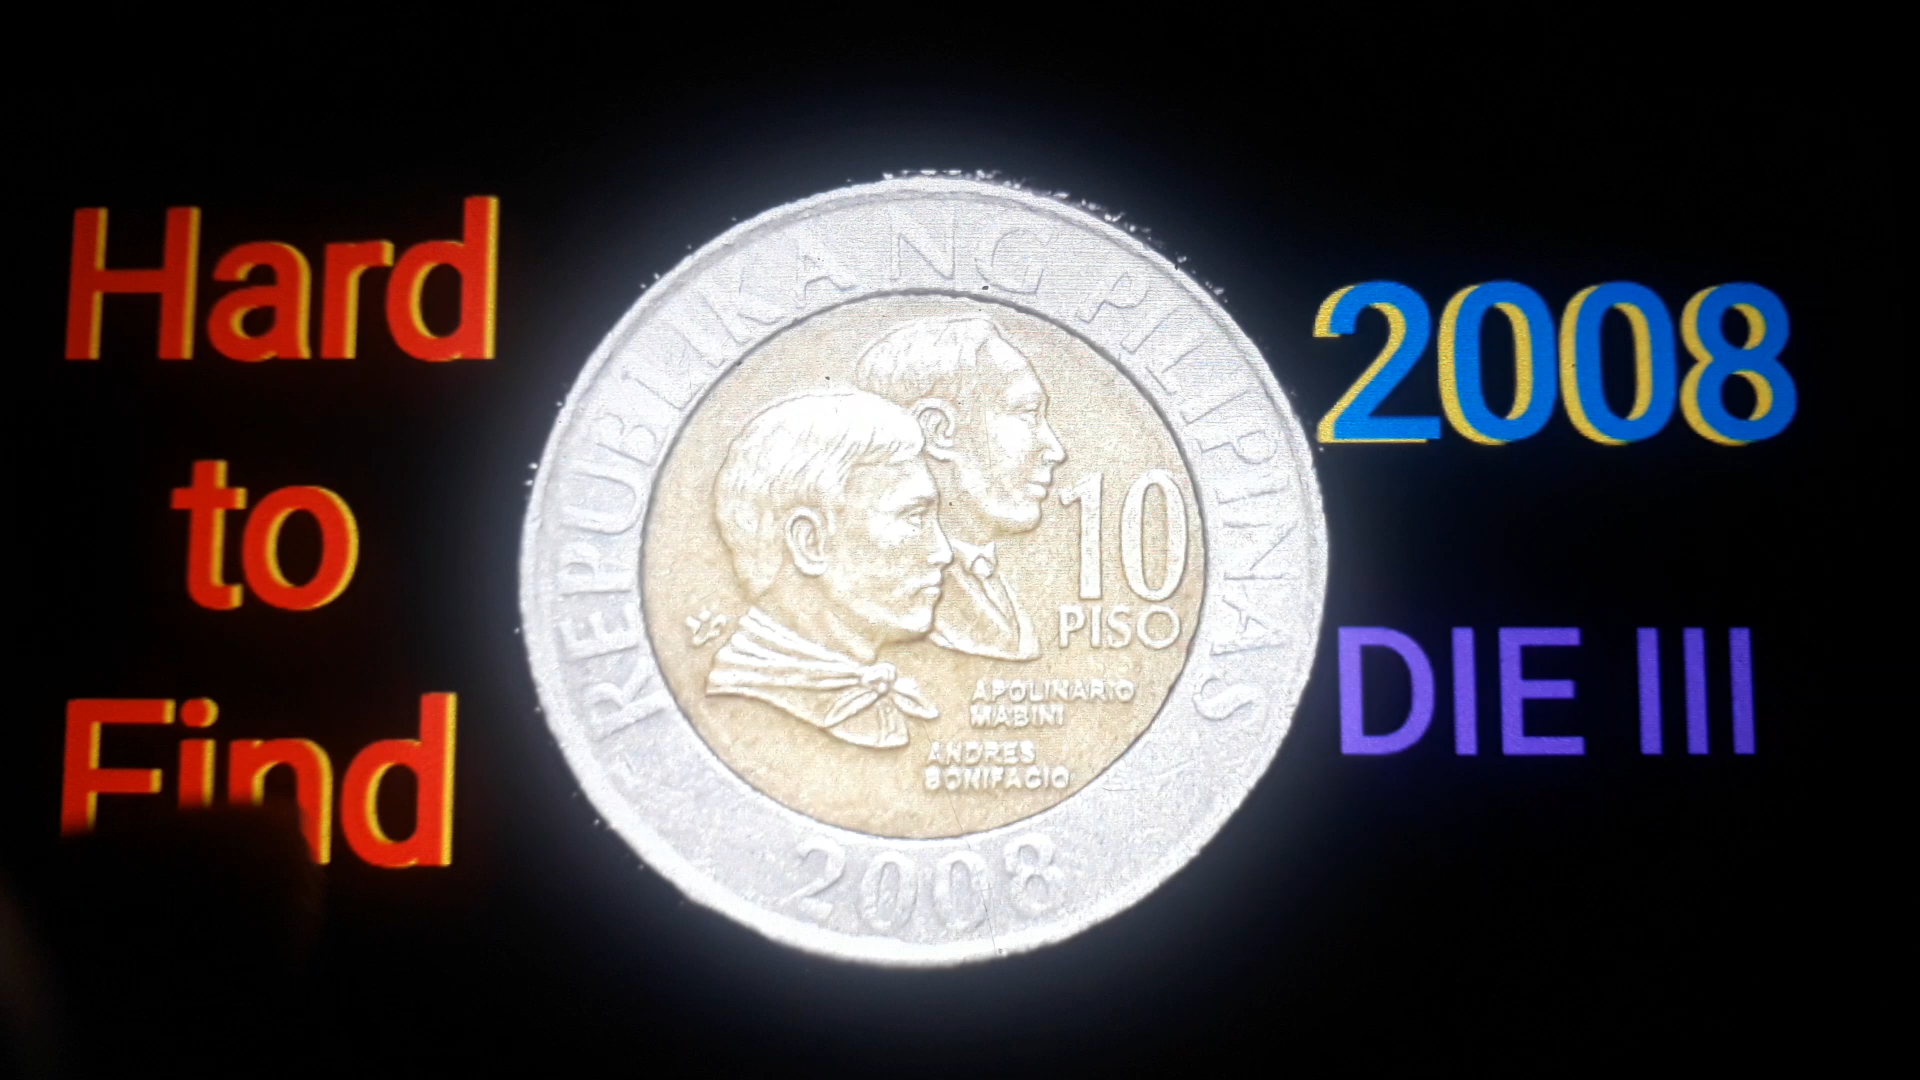 Hard
to
Find
REPUBLIKA NG PILIPINAS
10
PISO
APOLINARIO
MABINI
ANDRES
BONIFACIO
2008
2008
DIE III